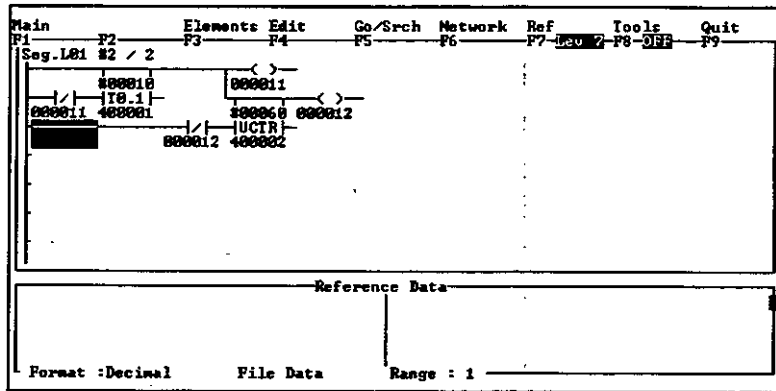 Main Elements Edit Go/Srch Network Ref Tools Quit
F1 F2 F3 F4 F5 F6 F7 Lev 7 F8 OFF F9
Seg.L01 #2 / 2
#00010 000011
T0.1
000011 400001 #00060 000012
UCTR
000012 400002
Reference Data
Format :Decimal File Data Range : 1